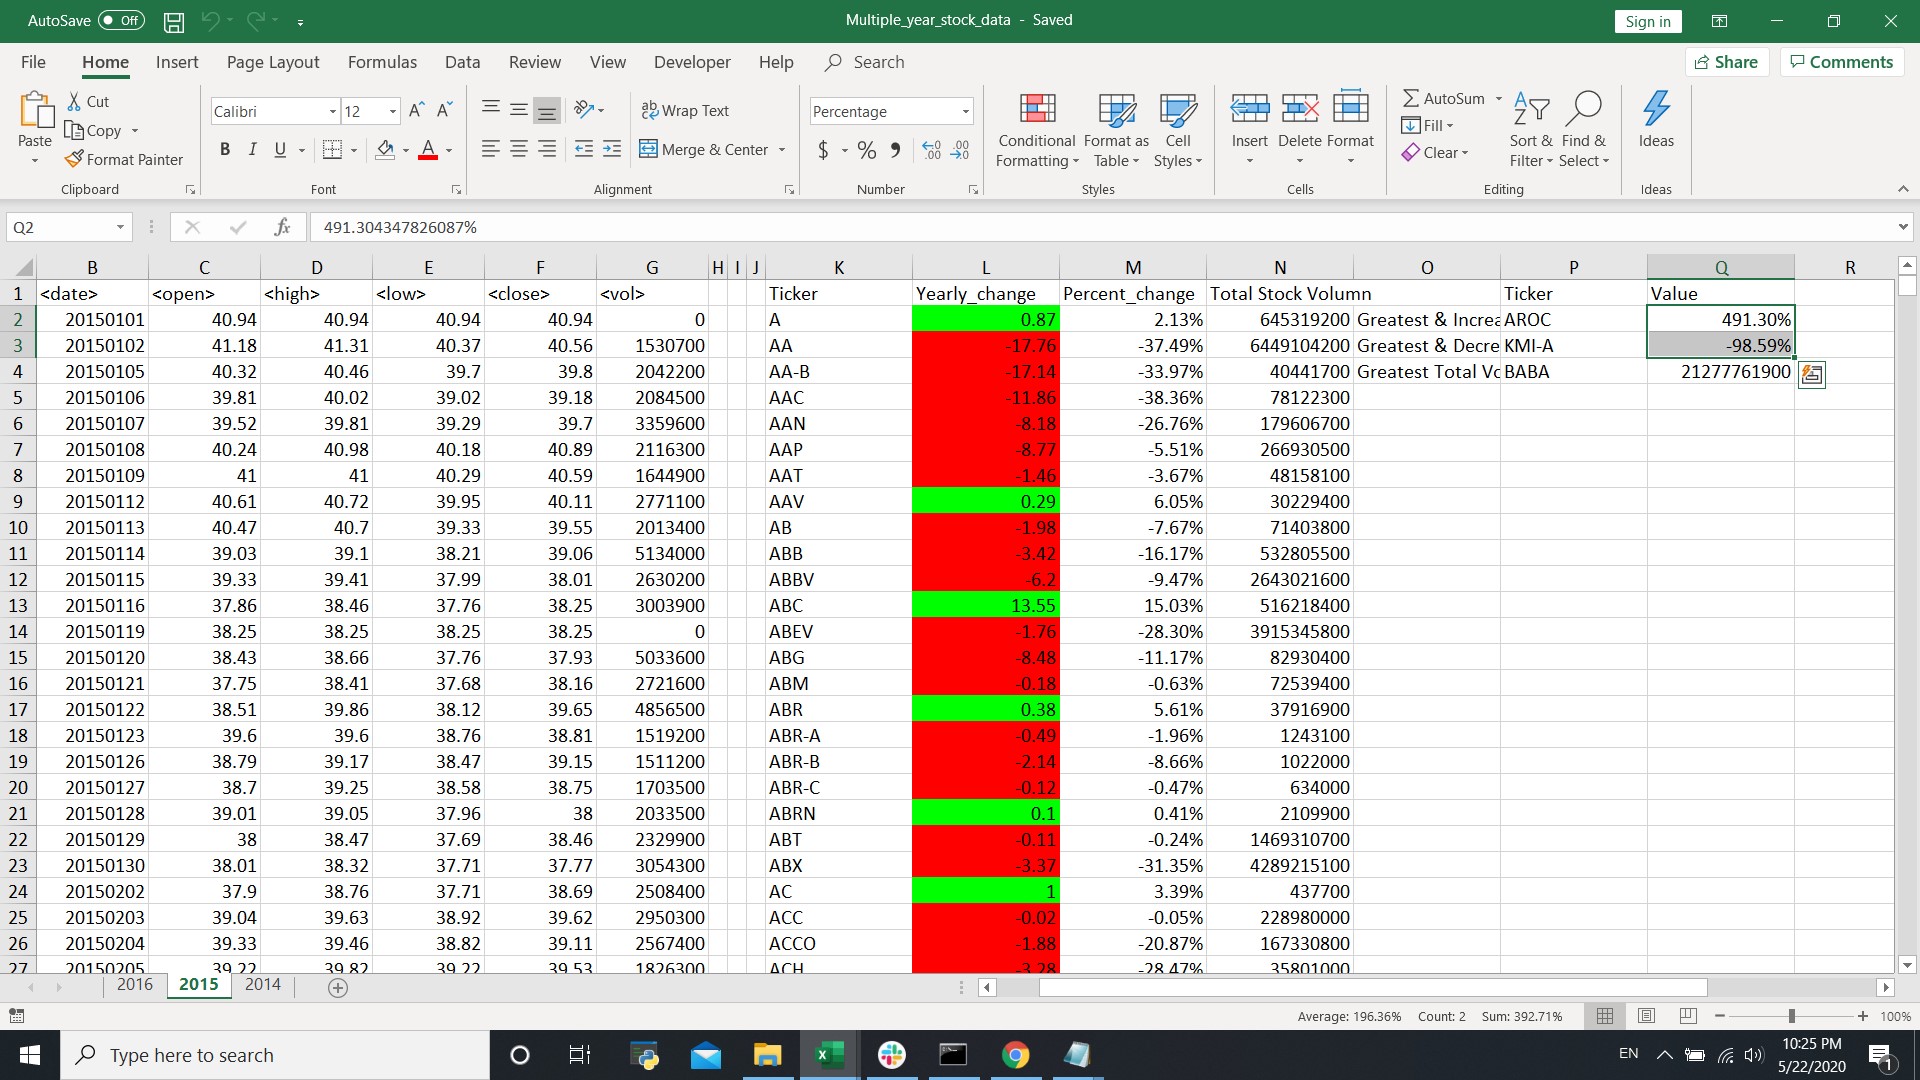 AutoSave Off Multiple_year_stock_data - Saved Sign in
File Home Insert Page Layout Formulas Data Review View Developer Help Search Share Comments
Paste Cut Copy Format Painter Clipboard
Calibri 12 A^ Aˇ B I U A Font
ab Wrap Text Merge & Center Alignment
Percentage $ % , Number
Conditional Formatting Format as Table Cell Styles Styles
Insert Delete Format Cells
AutoSum Fill Clear Sort & Filter Find & Select Editing
Ideas Ideas
Q2 fx 491.304347826087%
B C D E F G H I J K L M N O P Q R
1 <date> <open> <high> <low> <close> <vol> Ticker Yearly_change Percent_change Total Stock Volumn Ticker Value
2 20150101 40.94 40.94 40.94 40.94 0 A 0.87 2.13% 645319200 Greatest & Increa AROC 491.30%
3 20150102 41.18 41.31 40.37 40.56 1530700 AA -17.76 -37.49% 6449104200 Greatest & Decre KMI-A -98.59%
4 20150105 40.32 40.46 39.7 39.8 2042200 AA-B -17.14 -33.97% 40441700 Greatest Total Vo BABA 21277761900
5 20150106 39.81 40.02 39.02 39.18 2084500 AAC -11.86 -38.36% 78122300
6 20150107 39.52 39.81 39.29 39.7 3359600 AAN -8.18 -26.76% 179606700
7 20150108 40.24 40.98 40.18 40.89 2116300 AAP -8.77 -5.51% 266930500
8 20150109 41 41 40.29 40.59 1644900 AAT -1.46 -3.67% 48158100
9 20150112 40.61 40.72 39.95 40.11 2771100 AAV 0.29 6.05% 30229400
10 20150113 40.47 40.7 39.33 39.55 2013400 AB -1.98 -7.67% 71403800
11 20150114 39.03 39.1 38.21 39.06 5134000 ABB -3.42 -16.17% 532805500
12 20150115 39.33 39.41 37.99 38.01 2630200 ABBV -6.2 -9.47% 2643021600
13 20150116 37.86 38.46 37.76 38.25 3003900 ABC 13.55 15.03% 516218400
14 20150119 38.25 38.25 38.25 38.25 0 ABEV -1.76 -28.30% 3915345800
15 20150120 38.43 38.66 37.76 37.93 5033600 ABG -8.48 -11.17% 82930400
16 20150121 37.75 38.41 37.68 38.16 2721600 ABM -0.18 -0.63% 72539400
17 20150122 38.51 39.86 38.12 39.65 4856500 ABR 0.38 5.61% 37916900
18 20150123 39.6 39.6 38.76 38.81 1519200 ABR-A -0.49 -1.96% 1243100
19 20150126 38.79 39.17 38.47 39.15 1511200 ABR-B -2.14 -8.66% 1022000
20 20150127 38.7 39.25 38.58 38.75 1703500 ABR-C -0.12 -0.47% 634000
21 20150128 39.01 39.05 37.96 38 2033500 ABRN 0.1 0.41% 2109900
22 20150129 38 38.47 37.69 38.46 2329900 ABT -0.11 -0.24% 1469310700
23 20150130 38.01 38.32 37.71 37.77 3054300 ABX -3.37 -31.35% 4289215100
24 20150202 37.9 38.76 37.71 38.69 2508400 AC 1 3.39% 437700
25 20150203 39.04 39.63 38.92 39.62 2950300 ACC -0.02 -0.05% 228980000
26 20150204 39.33 39.46 38.82 39.11 2567400 ACCO -1.88 -20.87% 167330800
27 20150205 39.22 39.82 39.22 39.53 1826300 ACH -3.28 -28.47% 35801000
2016 2015 2014
Average: 196.36% Count: 2 Sum: 392.71% 100%
Type here to search EN 10:25 PM
5/22/2020 1